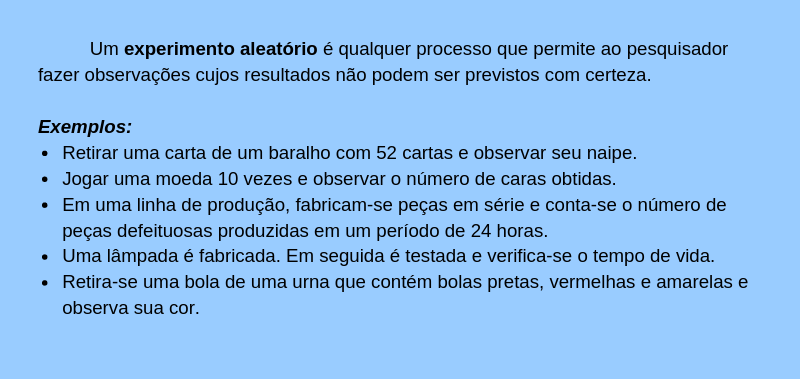 Um experimento aleatório é qualquer processo que permite ao pesquisador
fazer observações cujos resultados não podem ser previstos com certeza.
Exemplos:
• Retirar uma carta de um baralho com 52 cartas e observar seu naipe.
• Jogar uma moeda 10 vezes e observar o número de caras obtidas.
• Em uma linha de produção, fabricam-se peças em série e conta-se o número de
peças defeituosas produzidas em um período de 24 horas.
• Uma lâmpada é fabricada. Em seguida é testada e verifica-se o tempo de vida.
• Retira-se uma bola de uma urna que contém bolas pretas, vermelhas e amarelas e
observa sua cor.